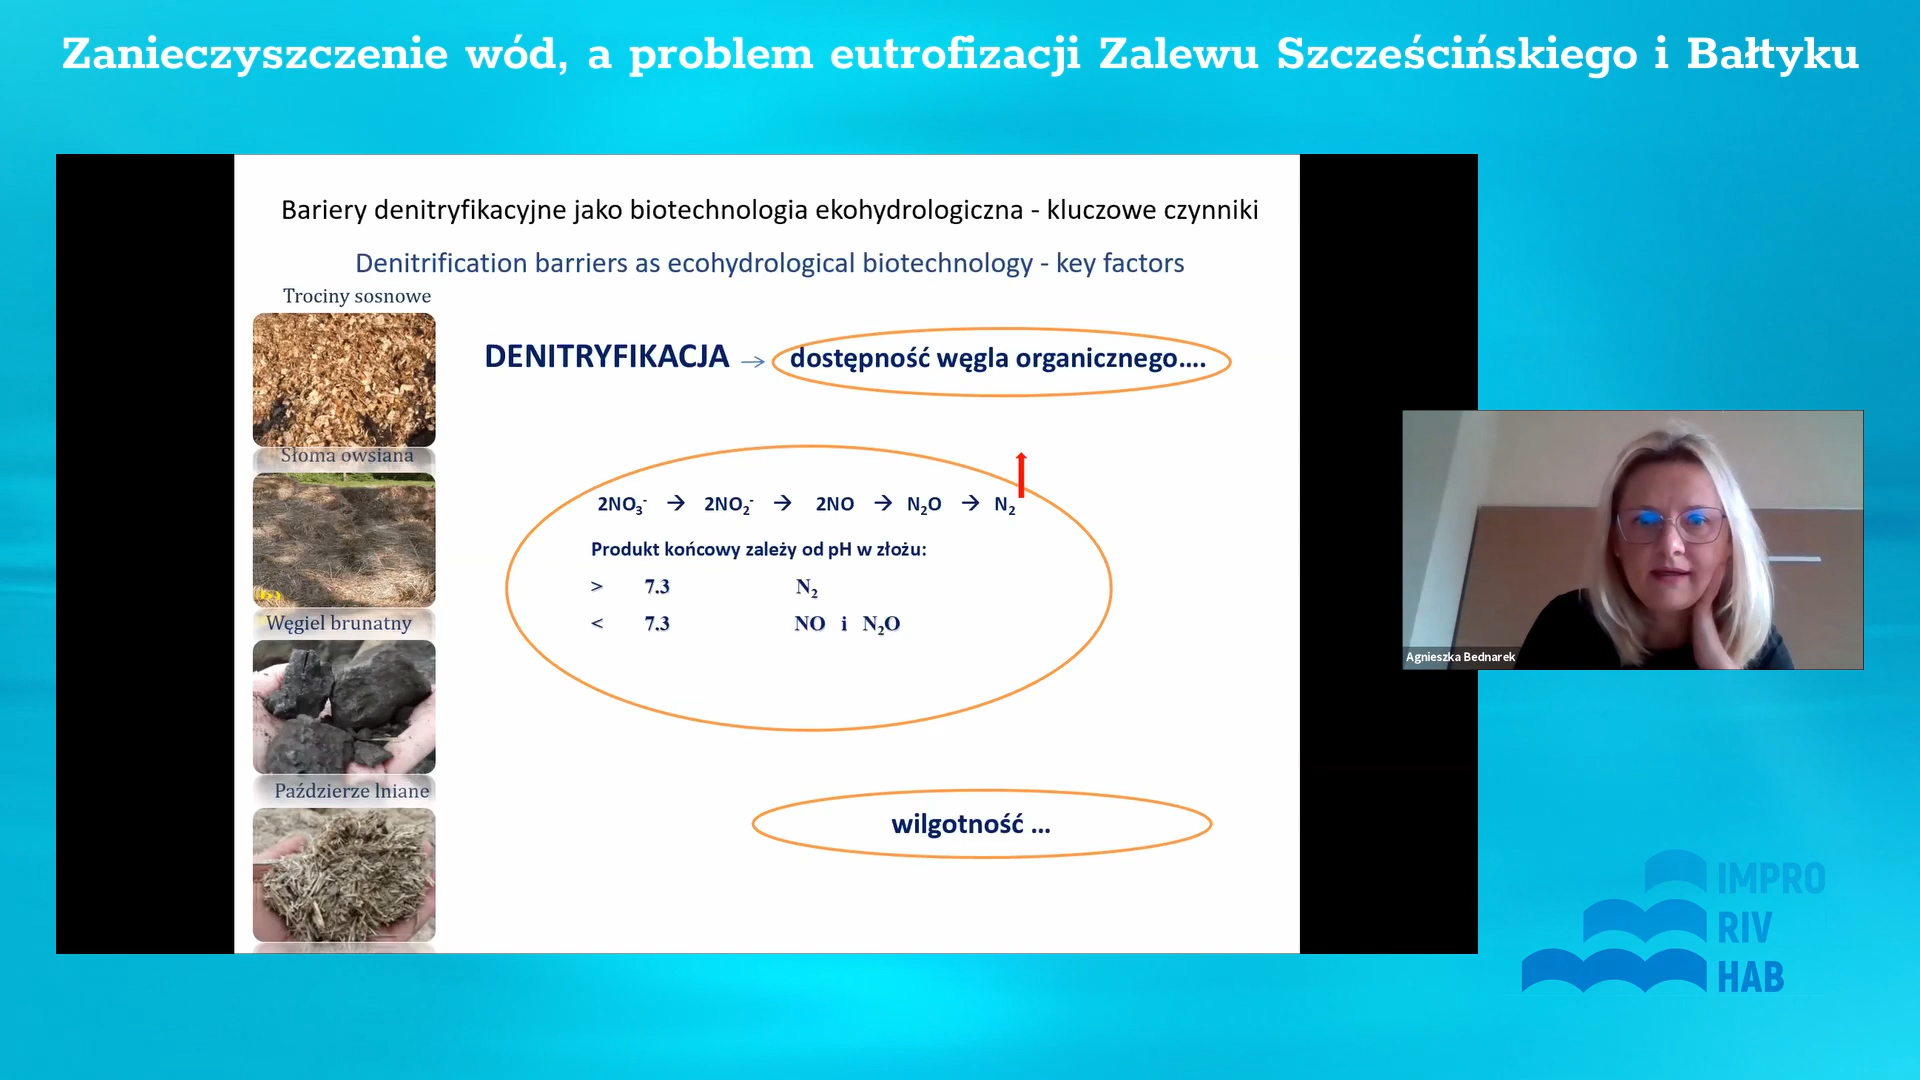 Zanieczyszczenie wód, a problem eutrofizacji Zalewu Szcześcińskiego i Bałtyku
Bariery denitryfikacyjne jako biotechnologia ekohydrologiczna - kluczowe czynniki
Denitrification barriers as ecohydrological biotechnology - key factors
Trociny sosnowe
DENITRYFIKACJA → dostępność węgla organicznego....
Słoma owsiana
2NO₃⁻ → 2NO₂⁻ → 2NO → N₂O → N₂
Produkt końcowy zależy od pH w złożu:
> 7.3 N₂
< 7.3 NO i N₂O
Węgiel brunatny
Październe lniane
wilgotność ...
Agnieszka Bednarek
IMPRO
RIV
HAB